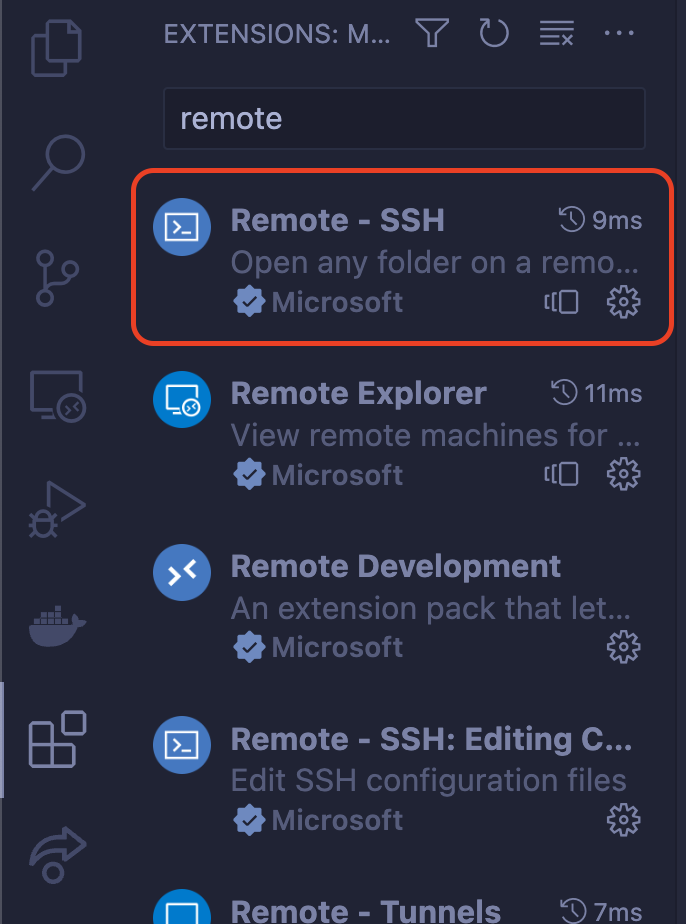 EXTENSIONS: M...
remote
Remote - SSH 9ms
Open any folder on a remo...
Microsoft
Remote Explorer 11ms
View remote machines for ...
Microsoft
Remote Development
An extension pack that let...
Microsoft
Remote - SSH: Editing C...
Edit SSH configuration files
Microsoft
Remote - Tunnels 7ms